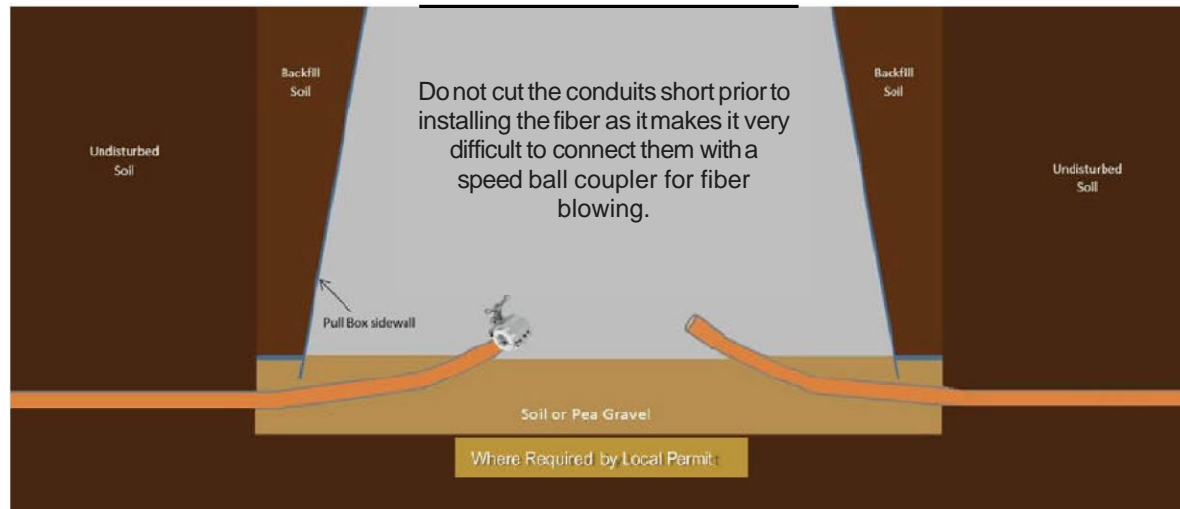 Backfill
Soil
Do not cut the conduits short prior to
installing the fiber as it makes it very
difficult to connect them with a
speed ball coupler for fiber
blowing.
Backfill
Soil
Undisturbed
Soil
Undisturbed
Soil
Pull Box sidewall
Soil or Pea Gravel
Where Required by Local Permit